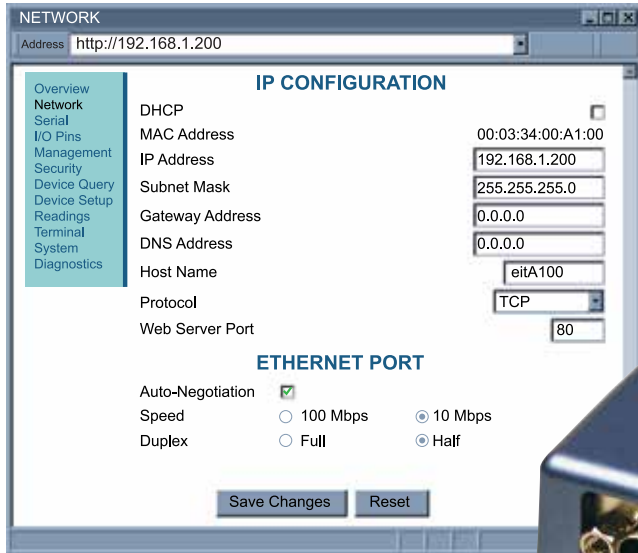 NETWORK
Address http://192.168.1.200
Overview
Network
Serial
I/O Pins
Management
Security
Device Query
Device Setup
Readings
Terminal
System
Diagnostics
IP CONFIGURATION
DHCP
MAC Address 00:03:34:00:A1:00
IP Address 192.168.1.200
Subnet Mask 255.255.255.0
Gateway Address 0.0.0.0
DNS Address 0.0.0.0
Host Name eitA100
Protocol TCP
Web Server Port 80
ETHERNET PORT
Auto-Negotiation
Speed 100 Mbps 10 Mbps
Duplex Full Half
Save Changes Reset